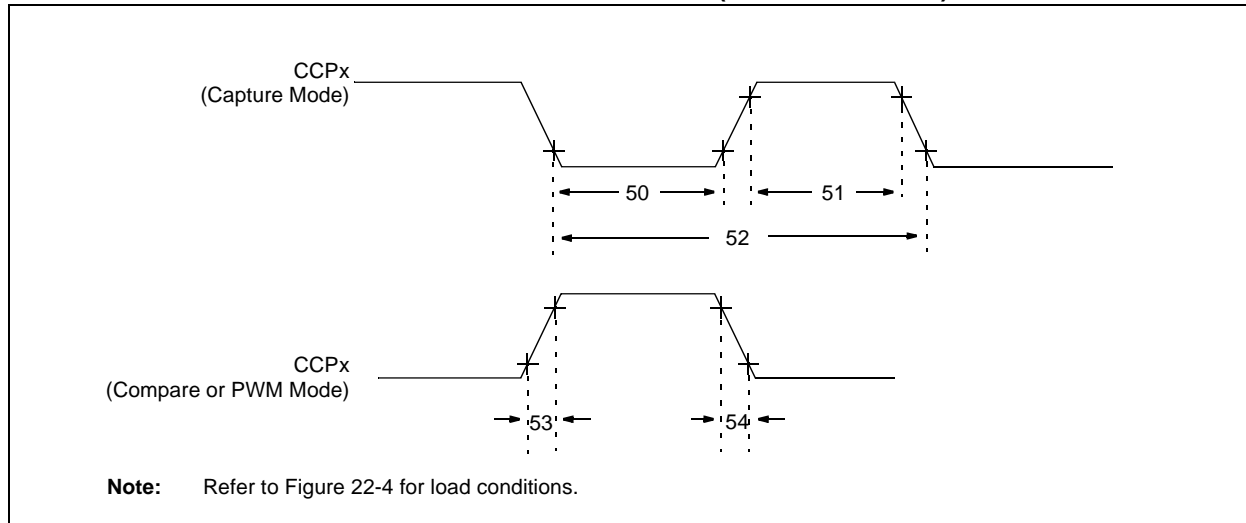 CCPx
(Capture Mode)
50
51
52
CCPx
(Compare or PWM Mode)
53
54
Note: Refer to Figure 22-4 for load conditions.